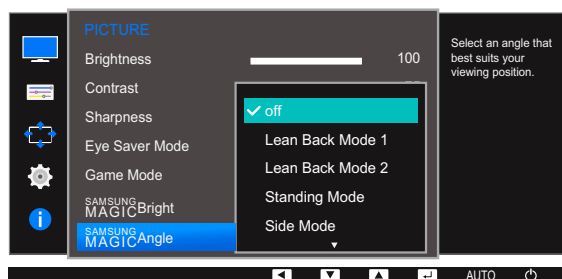 PICTURE
Brightness 100
Contrast
Sharpness
Eye Saver Mode
Game Mode
SAMSUNG
MAGICBright
SAMSUNG
MAGICAngle
off
Lean Back Mode 1
Lean Back Mode 2
Standing Mode
Side Mode
Select an angle that
best suits your
viewing position.
AUTO